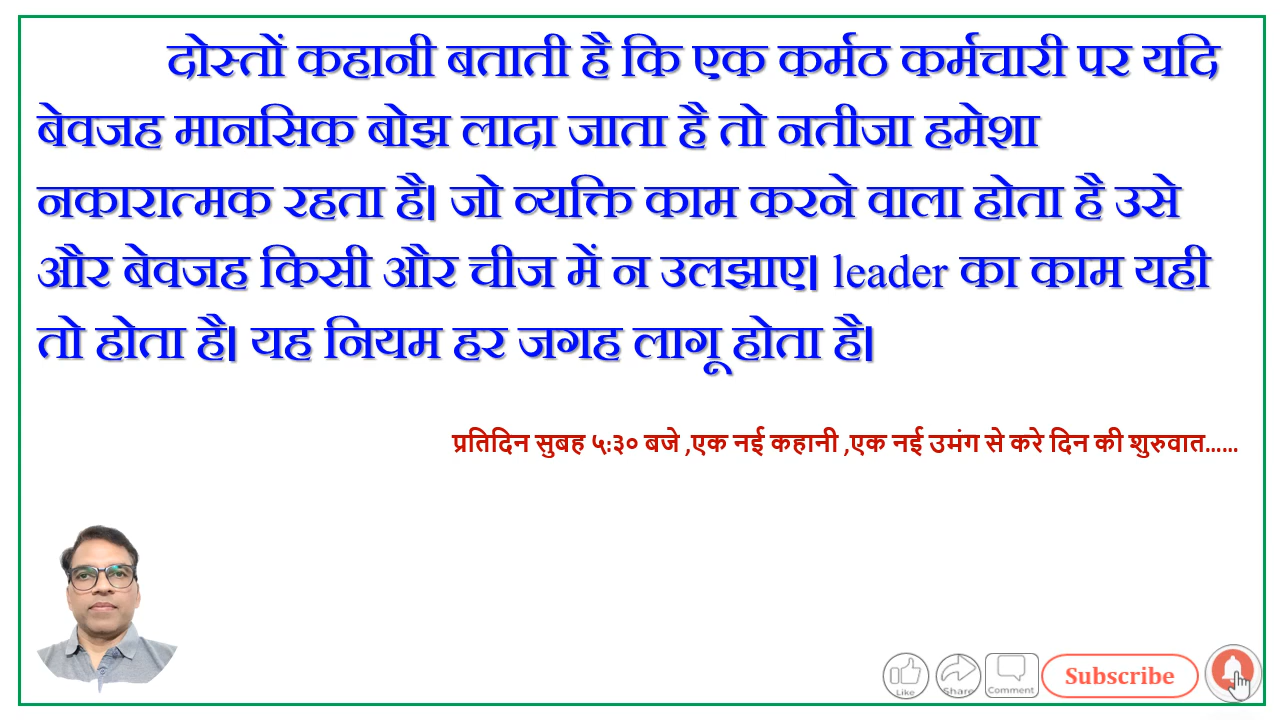 दोस्तों कहानी बताती है कि एक कर्मठ कर्मचारी पर यदि
बेवजह मानसिक बोझ लादा जाता है तो नतीजा हमेशा
नकारात्मक रहता है। जो व्यक्ति काम करने वाला होता है उसे
और बेवजह किसी और चीज में न उलझाए। leader का काम यही
तो होता है। यह नियम हर जगह लागू होता है।
प्रतिदिन सुबह ५:३० बजे ,एक नई कहानी ,एक नई उमंग से करे दिन की शुरुवात......
Like
Share
Comment
Subscribe